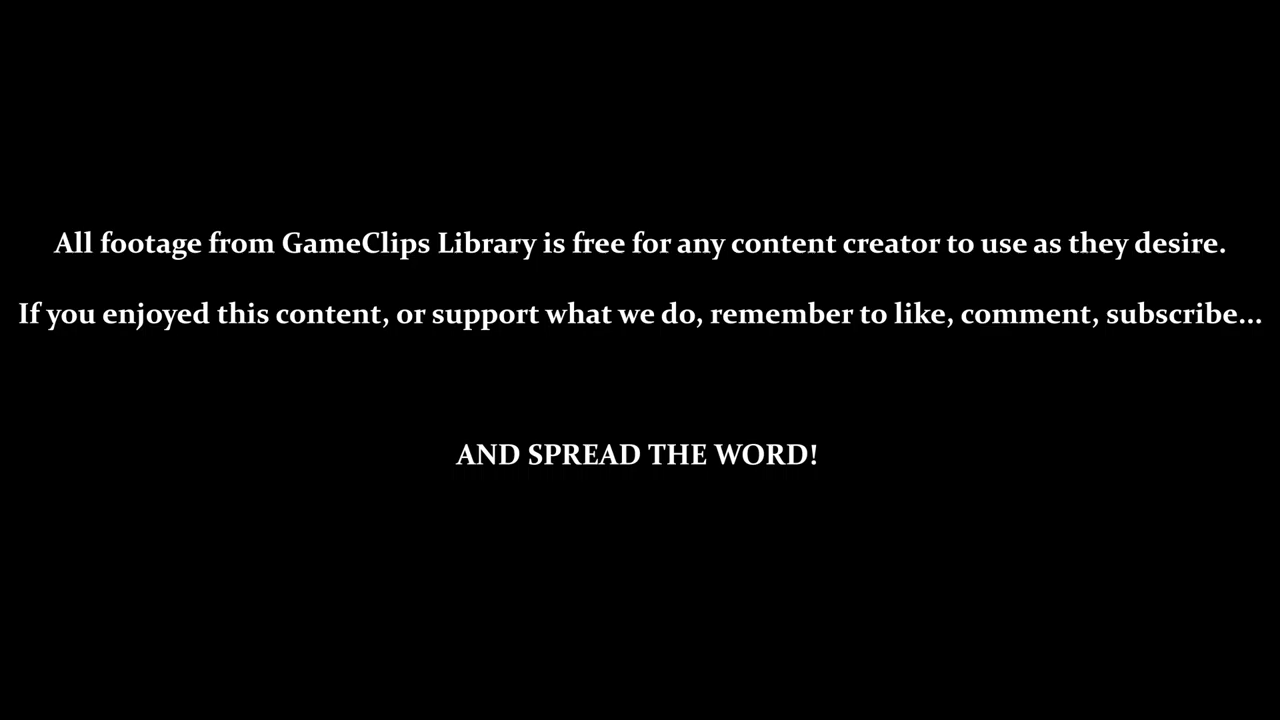 All footage from GameClips Library is free for any content creator to use as they desire.
If you enjoyed this content, or support what we do, remember to like, comment, subscribe...
AND SPREAD THE WORD!